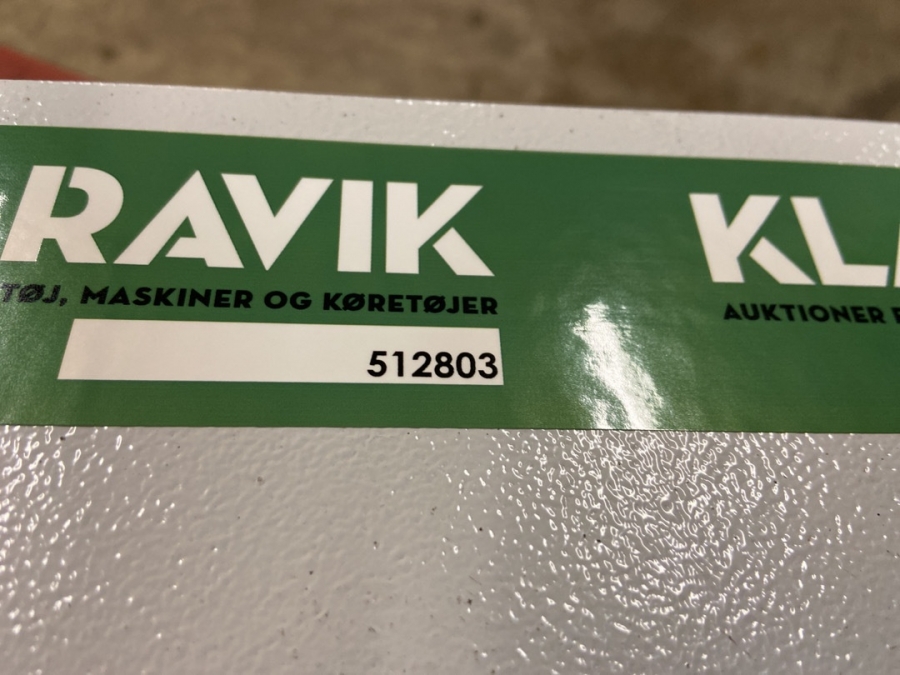 RAVIK
TØJ, MASKINER OG KØRETØJER
512803
KL
AUKTIONER